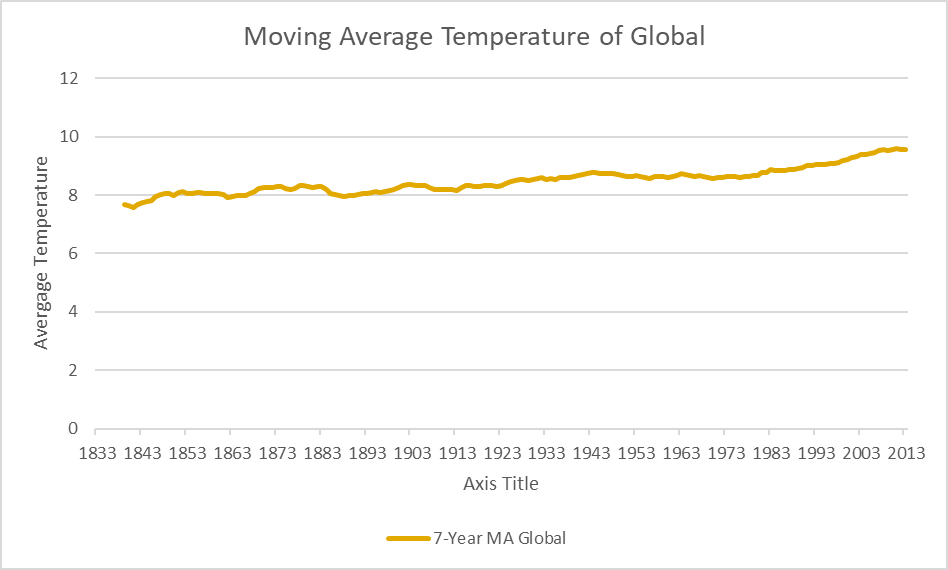 Moving Average Temperature of Global
Avergage Temperature
12
10
8
6
4
2
0
1833 1843 1853 1863 1873 1883 1893 1903 1913 1923 1933 1943 1953 1963 1973 1983 1993 2003 2013
Axis Title
7-Year MA Global